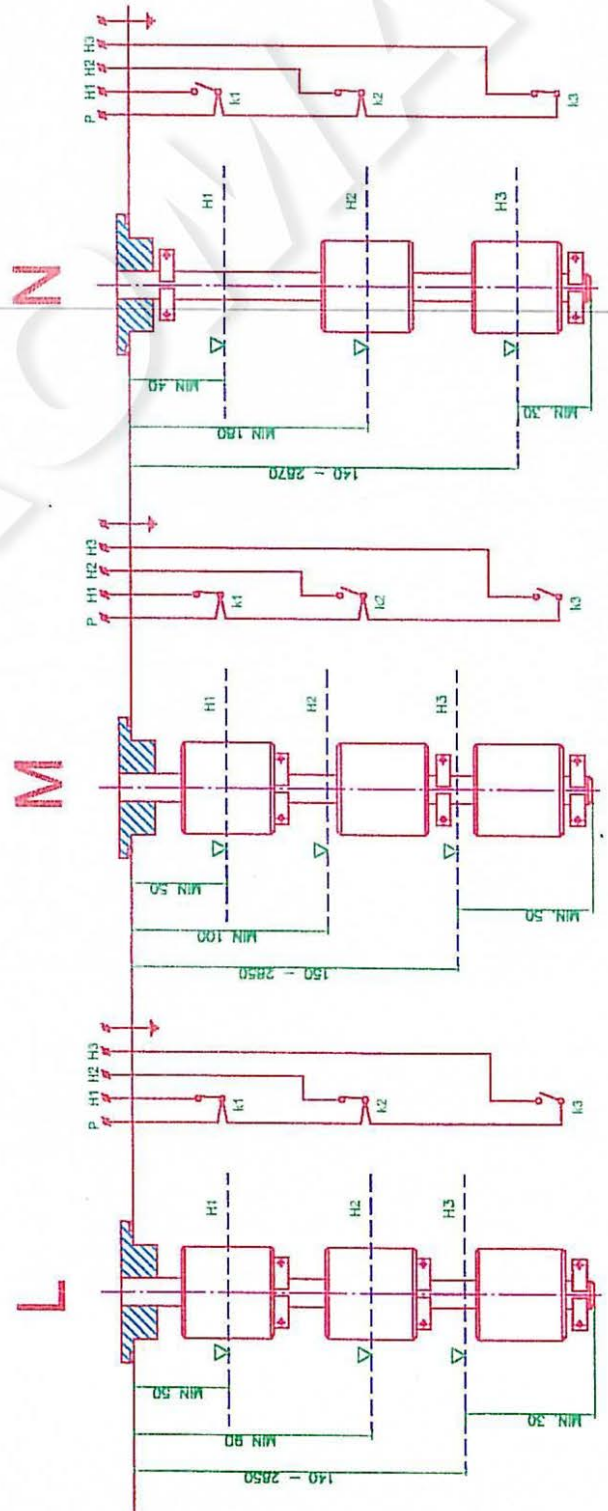 L
P H1 H2 H3
H1
k1
MIN 50
H2
k2
MIN 90
H3
140 - 2850
k3
MIN. 30
M
P H1 H2 H3
H1
k1
MIN 50
H2
k2
MIN 100
H3
150 - 2850
k3
MIN. 50
N
P H1 H2 H3
H1
k1
MIN 40
H2
k2
MIN 180
H3
140 - 2870
k3
MIN. 30